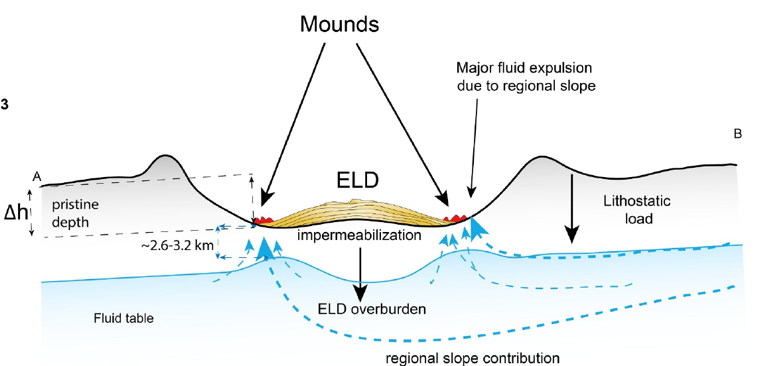 Mounds
Major fluid expulsion
due to regional slope
3
B
A
ELD
Δh
pristine
depth
Lithostatic
load
impermeabilization
~2.6-3.2 km
ELD overburden
Fluid table
regional slope contribution